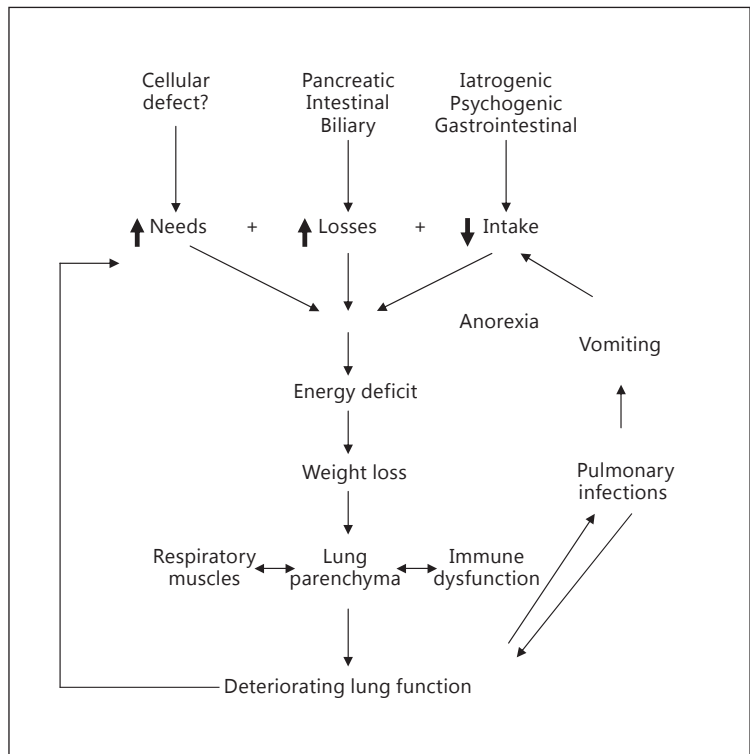 Cellular
defect?
Pancreatic
Intestinal
Biliary
Iatrogenic
Psychogenic
Gastrointestinal
Needs + Losses + Intake
Anorexia
Vomiting
Energy deficit
Weight loss
Pulmonary
infections
Respiratory
muscles
Lung
parenchyma
Immune
dysfunction
Deteriorating lung function